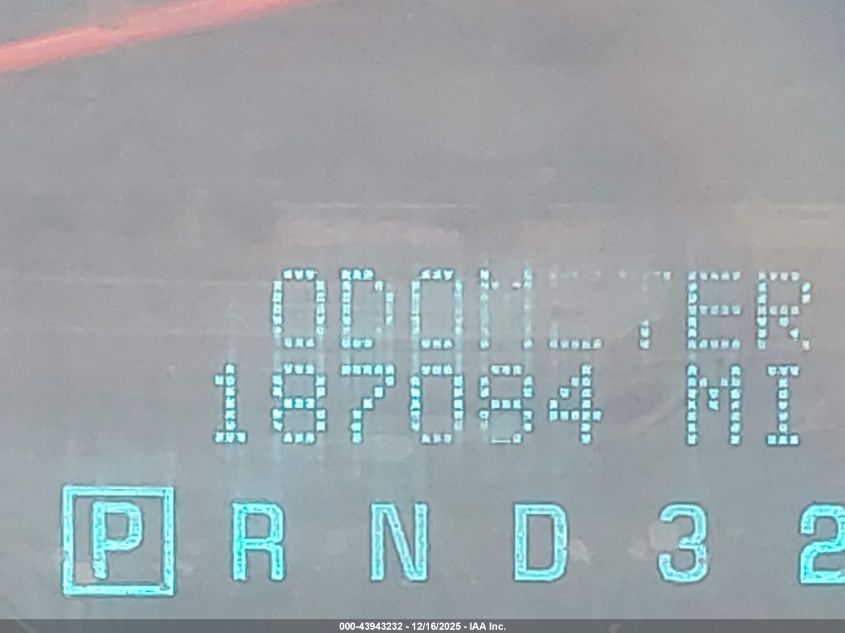 ODOMETER
187084 MI
P R N D 3 2
000-43943232 - 12/16/2025 - IAA Inc.